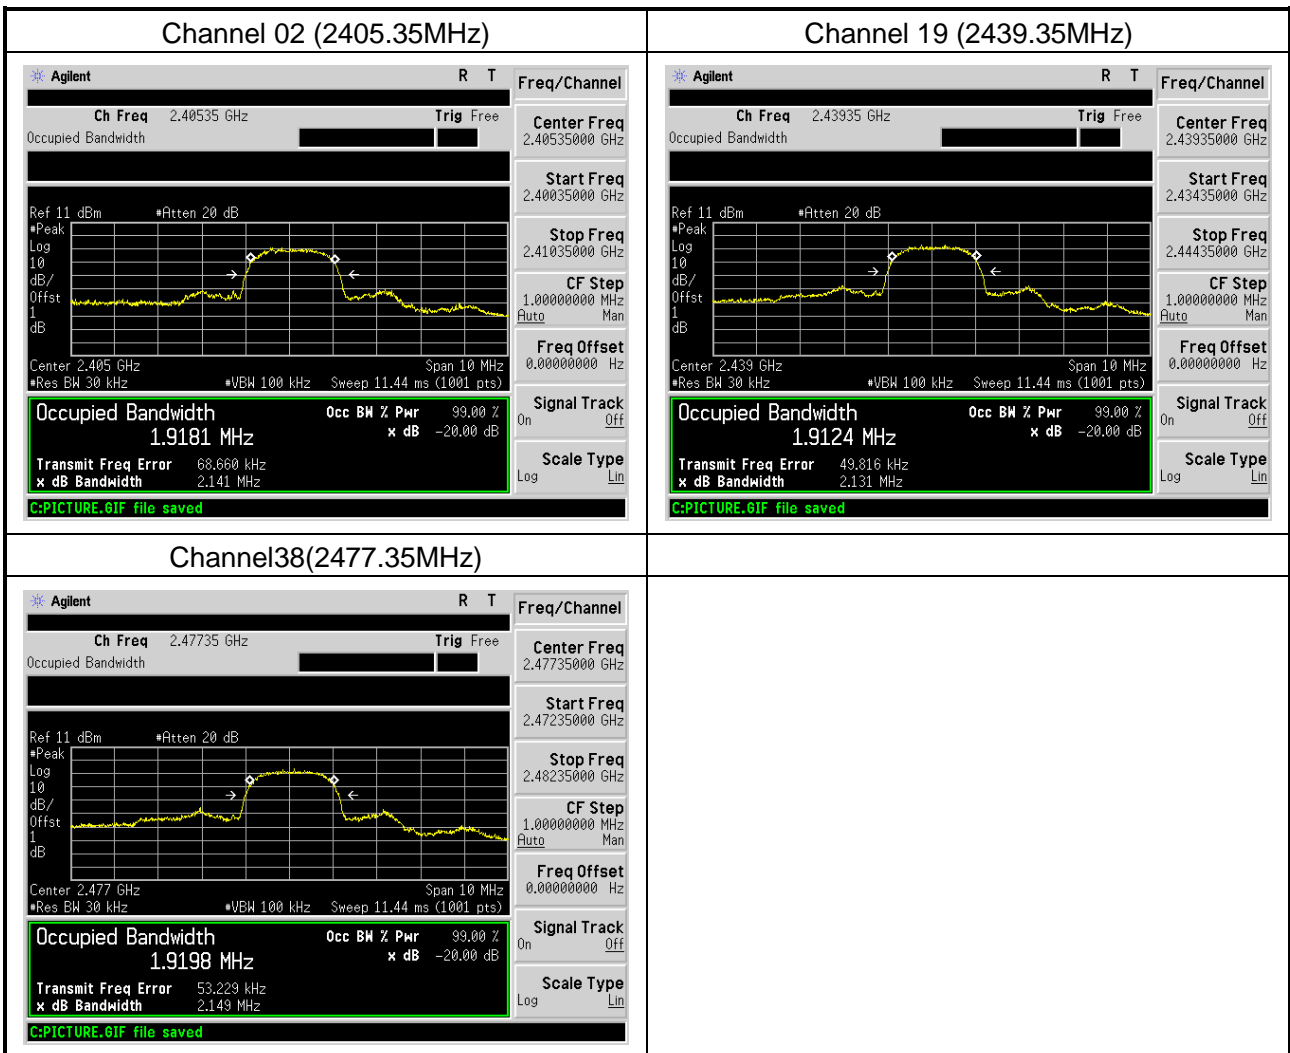 Channel 02 (2405.35MHz)
Agilent
R T
Ch Freq 2.40535 GHz
Trig Free
Occupied Bandwidth
Ref 11 dBm
#Atten 20 dB
#Peak
Log
10
dB/
Offst
1
dB
Center 2.405 GHz
Span 10 MHz
#Res BW 30 kHz
#VBW 100 kHz
Sweep 11.44 ms (1001 pts)
Occupied Bandwidth
1.9181 MHz
Occ BW % Pwr 99.00 %
x dB -20.00 dB
Transmit Freq Error 68.660 kHz
x dB Bandwidth 2.141 MHz
C:PICTURE.GIF file saved
Freq/Channel
Center Freq
2.40535000 GHz
Start Freq
2.40035000 GHz
Stop Freq
2.41035000 GHz
CF Step
1.00000000 MHz
Auto Man
Freq Offset
0.00000000 Hz
Signal Track
On Off
Scale Type
Log Lin
Channel 19 (2439.35MHz)
Agilent
R T
Ch Freq 2.43935 GHz
Trig Free
Occupied Bandwidth
Ref 11 dBm
#Atten 20 dB
#Peak
Log
10
dB/
Offst
1
dB
Center 2.439 GHz
Span 10 MHz
#Res BW 30 kHz
#VBW 100 kHz
Sweep 11.44 ms (1001 pts)
Occupied Bandwidth
1.9124 MHz
Occ BW % Pwr 99.00 %
x dB -20.00 dB
Transmit Freq Error 49.816 kHz
x dB Bandwidth 2.131 MHz
C:PICTURE.GIF file saved
Freq/Channel
Center Freq
2.43935000 GHz
Start Freq
2.43435000 GHz
Stop Freq
2.44435000 GHz
CF Step
1.00000000 MHz
Auto Man
Freq Offset
0.00000000 Hz
Signal Track
On Off
Scale Type
Log Lin
Channel38(2477.35MHz)
Agilent
R T
Ch Freq 2.47735 GHz
Trig Free
Occupied Bandwidth
Ref 11 dBm
#Atten 20 dB
#Peak
Log
10
dB/
Offst
1
dB
Center 2.477 GHz
Span 10 MHz
#Res BW 30 kHz
#VBW 100 kHz
Sweep 11.44 ms (1001 pts)
Occupied Bandwidth
1.9198 MHz
Occ BW % Pwr 99.00 %
x dB -20.00 dB
Transmit Freq Error 53.229 kHz
x dB Bandwidth 2.149 MHz
C:PICTURE.GIF file saved
Freq/Channel
Center Freq
2.47735000 GHz
Start Freq
2.47235000 GHz
Stop Freq
2.48235000 GHz
CF Step
1.00000000 MHz
Auto Man
Freq Offset
0.00000000 Hz
Signal Track
On Off
Scale Type
Log Lin